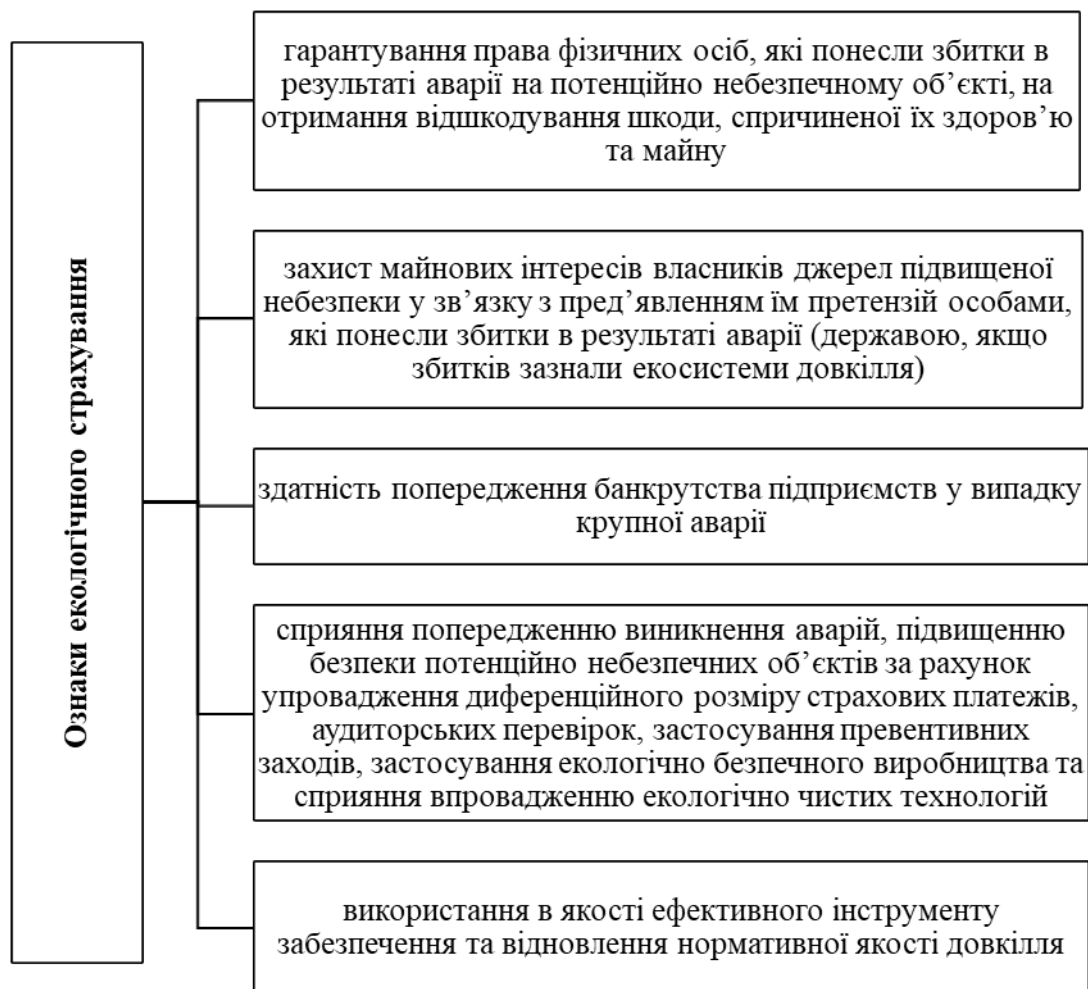 Ознаки екологічного страхування
гарантування права фізичних осіб, які понесли збитки в
результаті аварії на потенційно небезпечному об’єкті, на
отримання відшкодування шкоди, спричиненої їх здоров’ю
та майну
захист майнових інтересів власників джерел підвищеної
небезпеки у зв’язку з пред’явленням їм претензій особами,
які понесли збитки в результаті аварії (державою, якщо
збитків зазнали екосистеми довкілля)
здатність попередження банкрутства підприємств у випадку
крупної аварії
сприяння попередженню виникнення аварій, підвищенню
безпеки потенційно небезпечних об’єктів за рахунок
упровадження диференційного розміру страхових платежів,
аудиторських перевірок, застосування превентивних
заходів, застосування екологічно безпечного виробництва та
сприяння впровадженню екологічно чистих технологій
використання в якості ефективного інструменту
забезпечення та відновлення нормативної якості довкілля